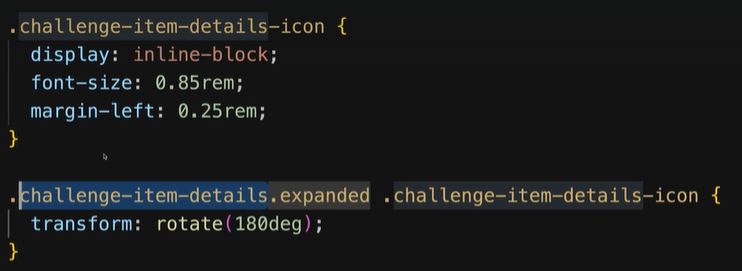 .challenge-item-details-icon {
display: inline-block;
font-size: 0.85rem;
margin-left: 0.25rem;
}
.challenge-item-details.expanded .challenge-item-details-icon {
transform: rotate(180deg);
}